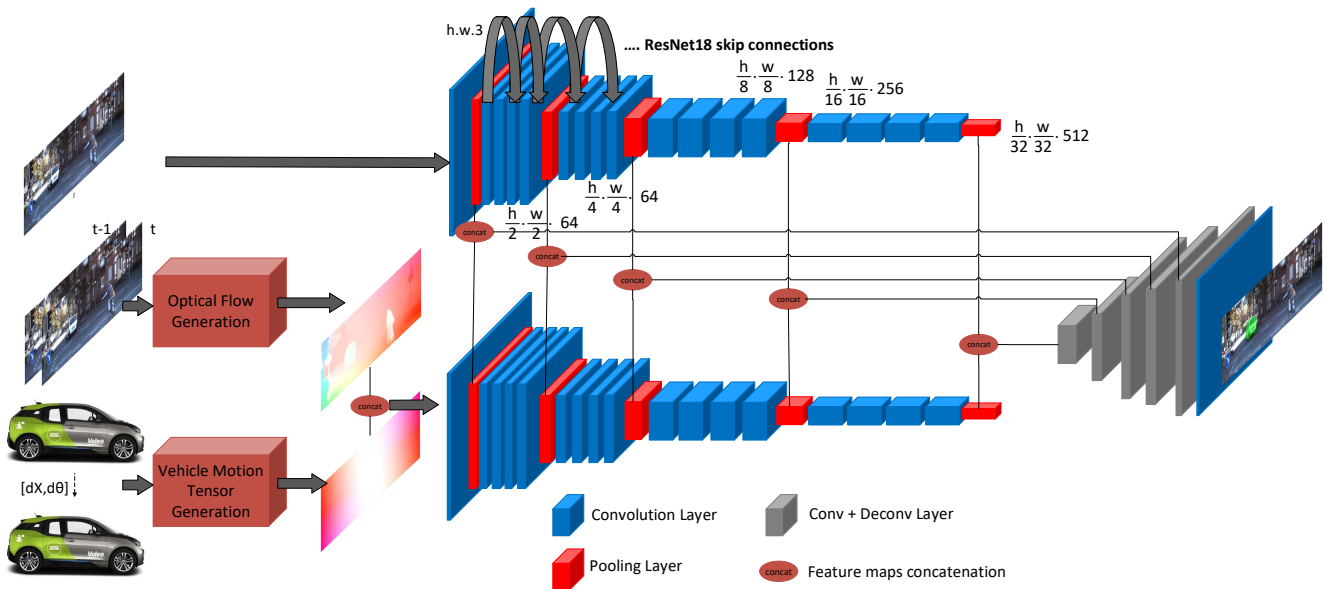 h.w.3
.... ResNet18 skip connections
h/8 · w/8 · 128
h/16 · w/16 · 256
h/32 · w/32 · 512
h/4 · w/4 · 64
h/2 · w/2 · 64
t-1
t
concat
concat
concat
concat
concat
Optical Flow
Generation
concat
Valeo
Vehicle Motion
Tensor
Generation
[dX,dθ]
Valeo
Convolution Layer
Conv + Deconv Layer
Pooling Layer
concat
Feature maps concatenation